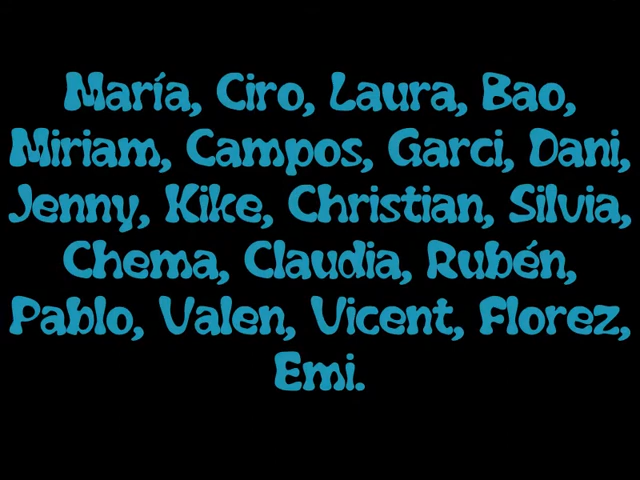 María, Ciro, Laura, Bao,
Miriam, Campos, Garci, Dani,
Jenny, Kike, Christian, Silvia,
Chema, Claudia, Rubén,
Pablo, Valen, Vicent, Florez,
Emi.